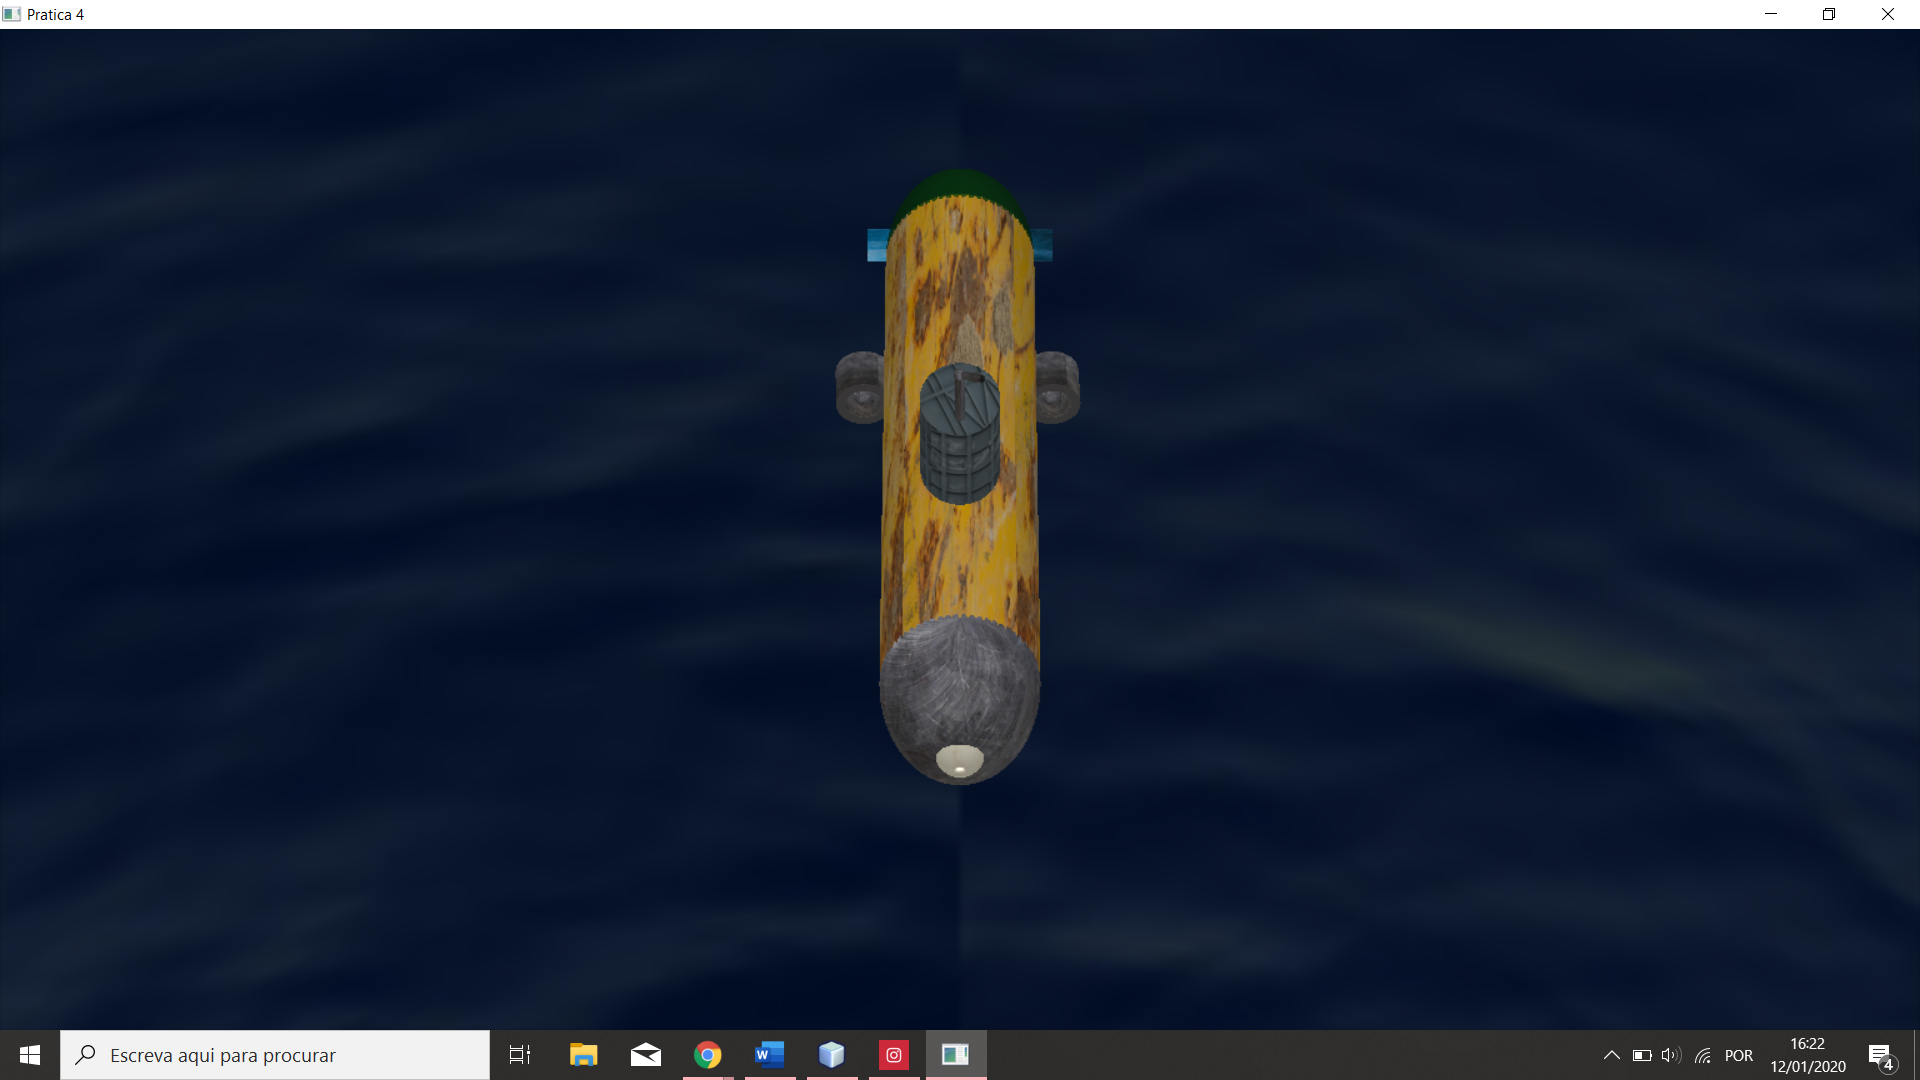 Pratica 4
Escreva aqui para procurar
W
POR
16:22
12/01/2020
4